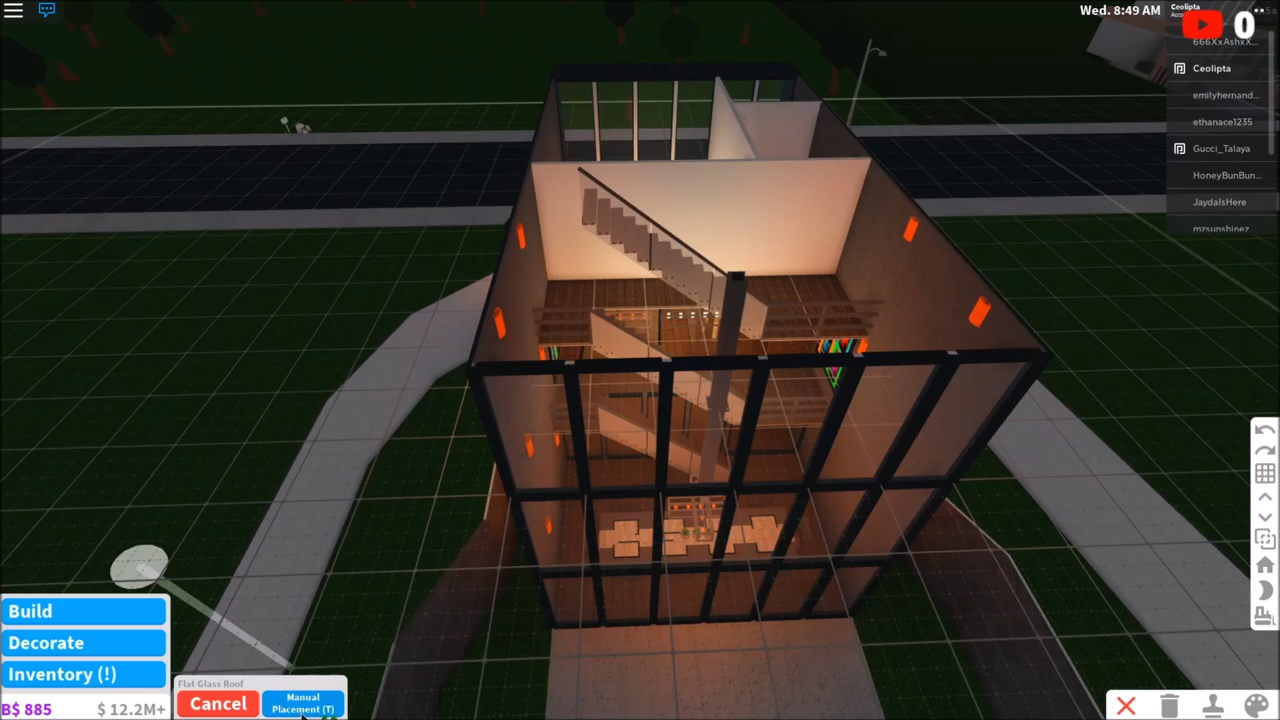 Wed. 8:49 AM
Ceolipta
0
666XxAshxX...
Ceolipta
emilyhernand...
ethanace1235
Gucci_Talaya
HoneyBunBun...
JaydaIsHere
mzsunshinez
Build
Decorate
Inventory (!)
B$ 885
$ 12.2M+
Flat Glass Roof
Cancel
Manual
Placement (T)